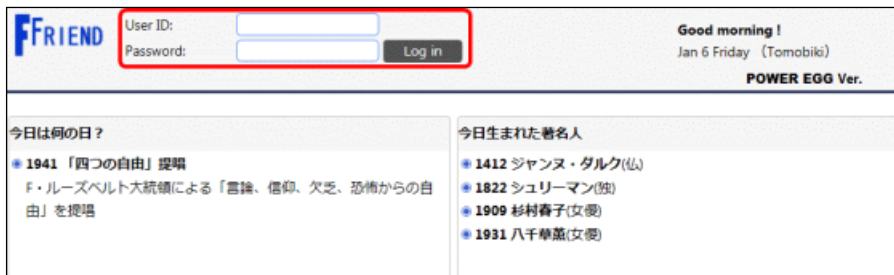 FFRIEND
User ID:
Password:
Log in
Good morning !
Jan 6 Friday （Tomobiki）
POWER EGG Ver.
今日は何の日？
1941 「四つの自由」提唱
F・ルーズベルト大統領による「言論、信仰、欠乏、恐怖からの自
由」を提唱
今日生まれた著名人
1412 ジャンヌ・ダルク(仏)
1822 シュリーマン(独)
1909 杉村春子(女優)
1931 八千草薫(女優)